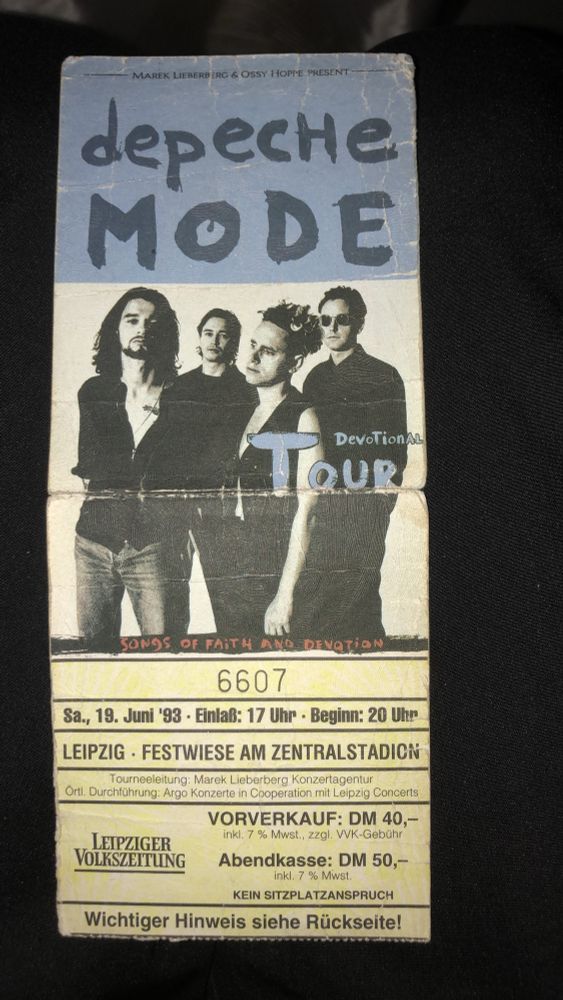 MAREK LIEBERBERG & OSSY HOPPE PRESENT
depecHe
MODE
DevoTionAL
TOUR
SONGS OF FAiTH AND DEVOTiON
6607
Sa., 19. Juni '93 · Einlaß: 17 Uhr · Beginn: 20 Uhr
LEIPZIG · FESTWIESE AM ZENTRALSTADION
Tourneeleitung: Marek Lieberberg Konzertagentur
Örtl. Durchführung: Argo Konzerte in Cooperation mit Leipzig Concerts
LEIPZIGER
VOLKSZEITUNG
VORVERKAUF: DM 40,–
inkl. 7 % Mwst., zzgl. VVK-Gebühr
Abendkasse: DM 50,–
inkl. 7 % Mwst.
KEIN SITZPLATZANSPRUCH
Wichtiger Hinweis siehe Rückseite!